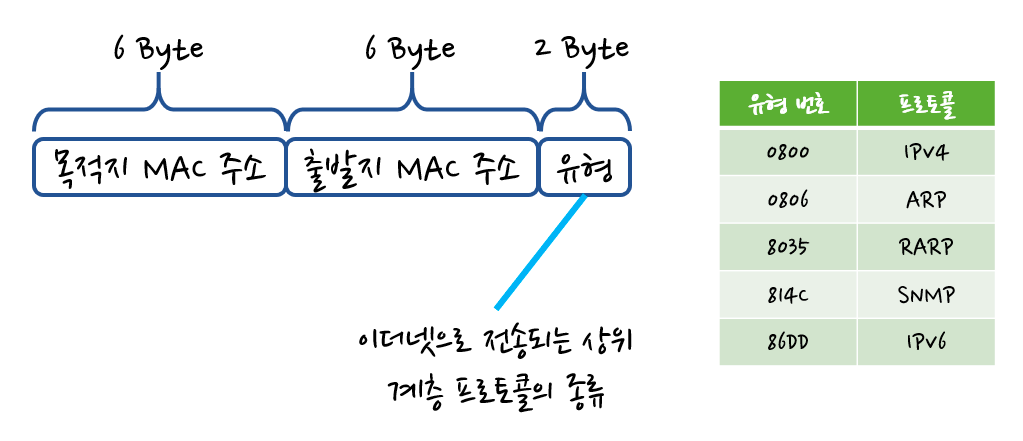 6 Byte 6 Byte 2 Byte
목적지 MAC 주소 출발지 MAC 주소 유형
이더넷으로 전송되는 상위
계층 프로토콜의 종류
유형 번호 프로토콜
0800 IPv4
0806 ARP
8035 RARP
814C SNMP
86DD IPv6